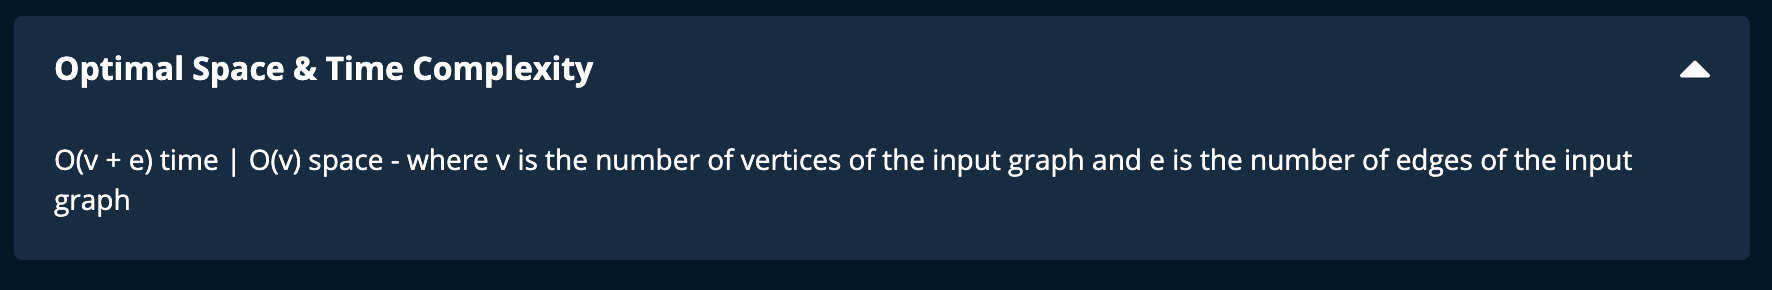 Optimal Space & Time Complexity
O(v + e) time | O(v) space - where v is the number of vertices of the input graph and e is the number of edges of the input
graph